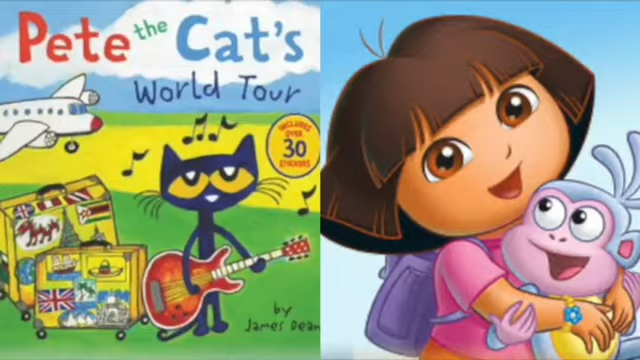 Pete the Cat's
World Tour
INCLUDES
OVER
30
STICKERS
by
James Dean